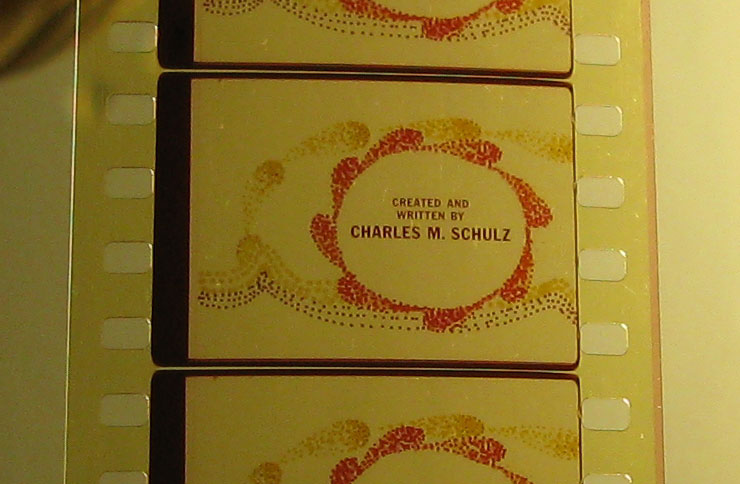 CREATED AND
WRITTEN BY
CHARLES M. SCHULZ